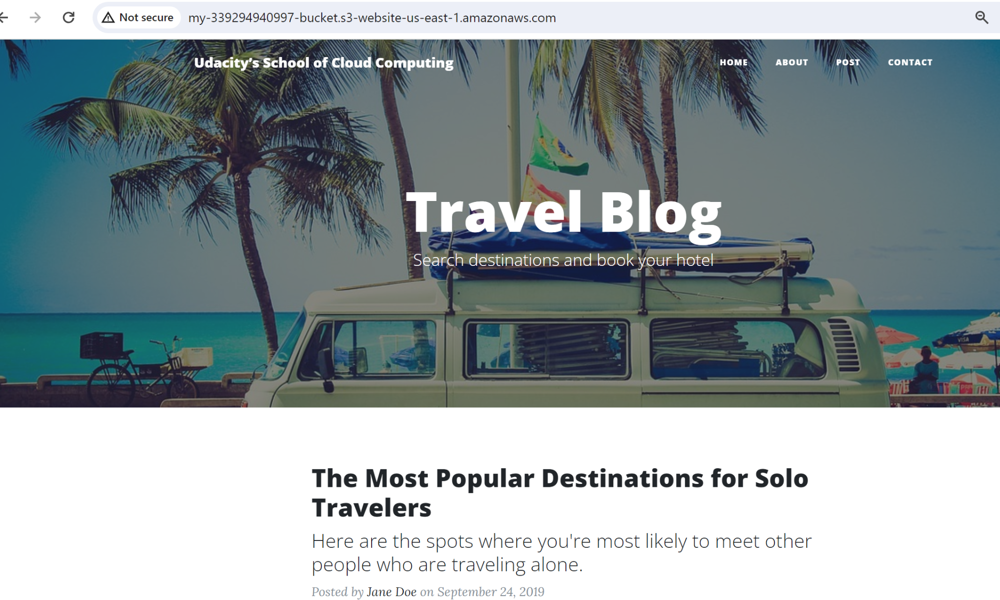 Not secure my-339294940997-bucket.s3-website-us-east-1.amazonaws.com
Udacity’s School of Cloud Computing HOME ABOUT POST CONTACT
Travel Blog
Search destinations and book your hotel
VISA
The Most Popular Destinations for Solo
Travelers
Here are the spots where you're most likely to meet other
people who are traveling alone.
Posted by Jane Doe on September 24, 2019